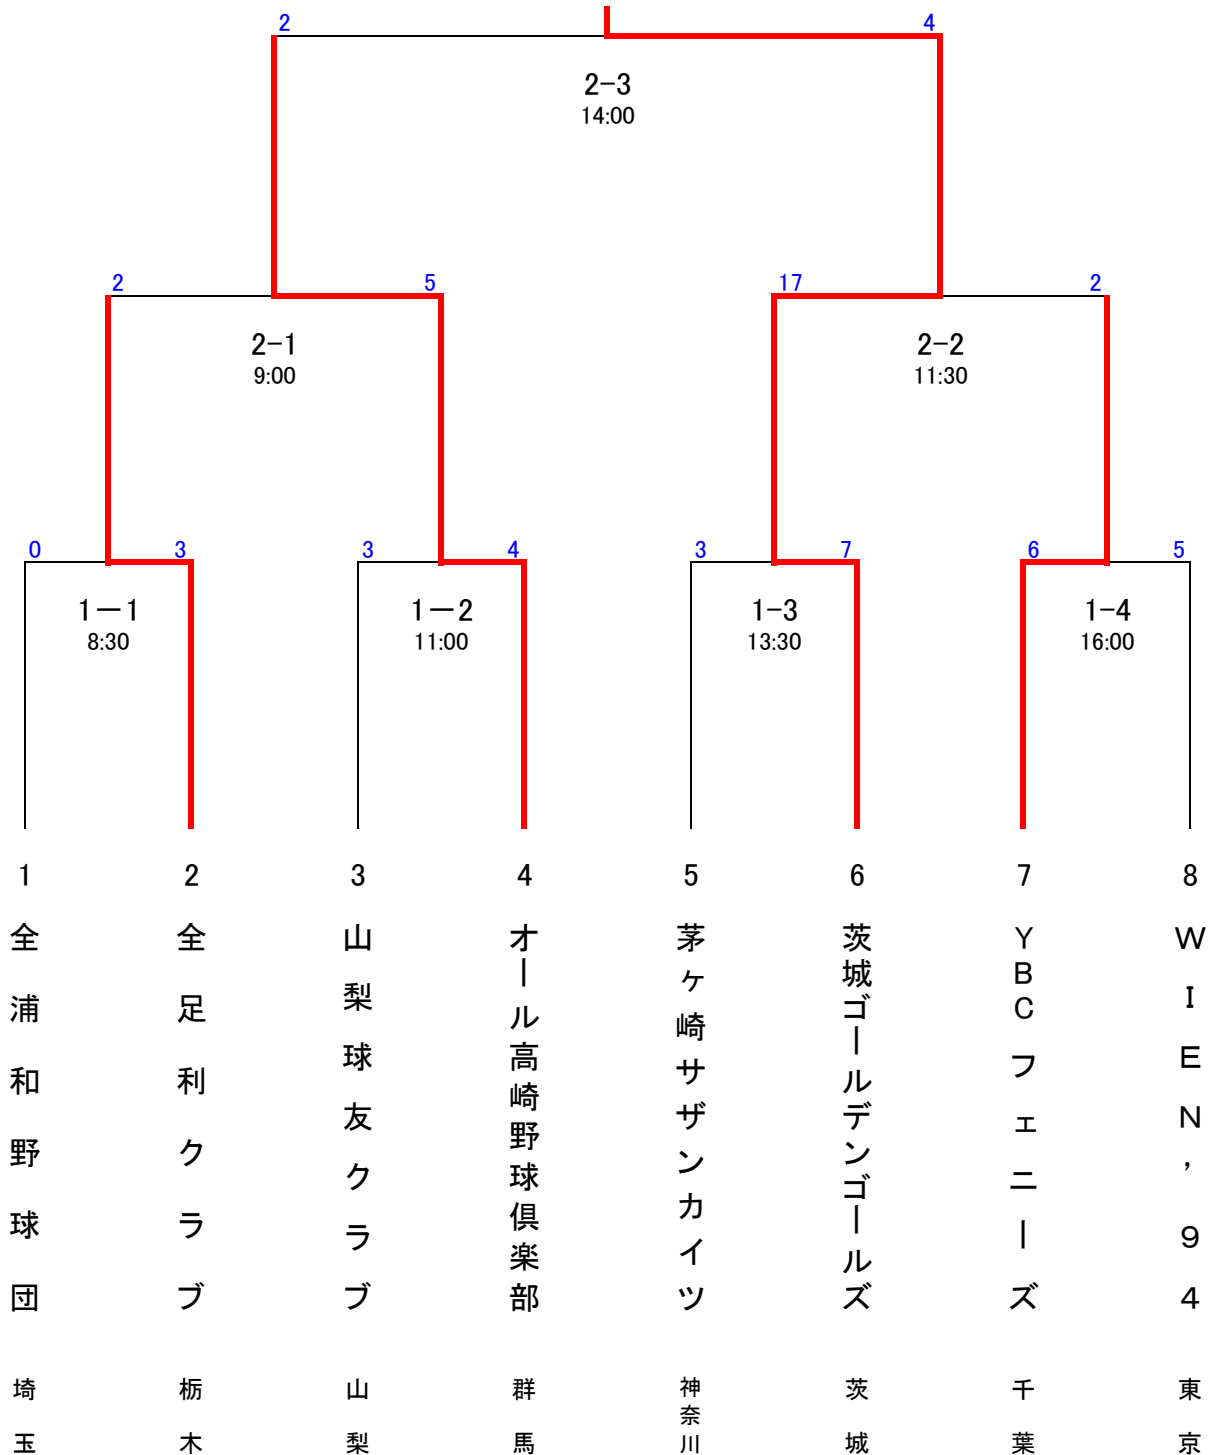 2 4
2-3
14:00
2 5 17 2
2-1 2-2
9:00 11:30
0 3 3 4 3 7 6 5
1ー1 1ー2 1-3 1-4
8:30 11:00 13:30 16:00
1 2 3 4 5 6 7 8
全浦和野球団
全足利クラブ
山梨球友クラブ
オール高崎野球倶楽部
茅ヶ崎サザンカイツ
茨城ゴールデンゴールズ
YBCフェニーズ
WIEN,94
埼玉
栃木
山梨
群馬
神奈川
茨城
千葉
東京